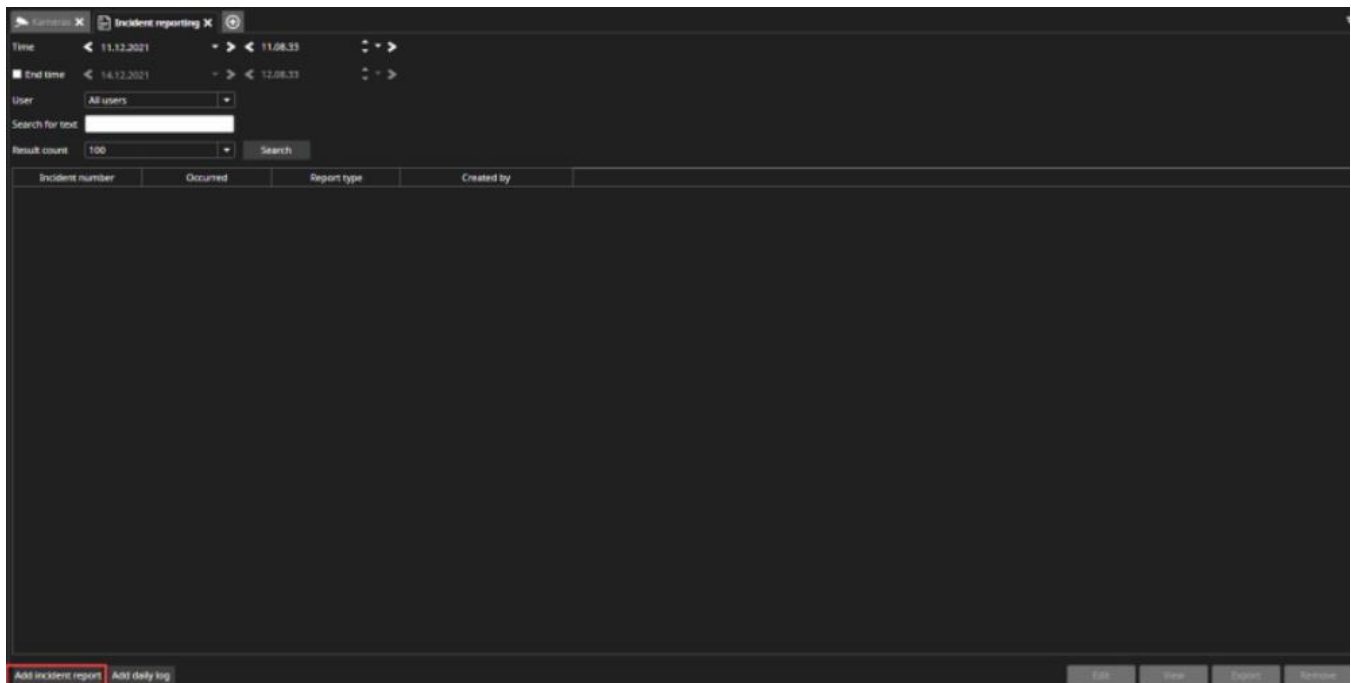 Kameras Incident reporting
Time 11.12.2021 11.08.33
End time 14.12.2021 12.08.33
User All users
Search for text
Result count 100 Search
Incident number Occurred Report type Created by
Add incident report Add daily log Edit View Export Remove